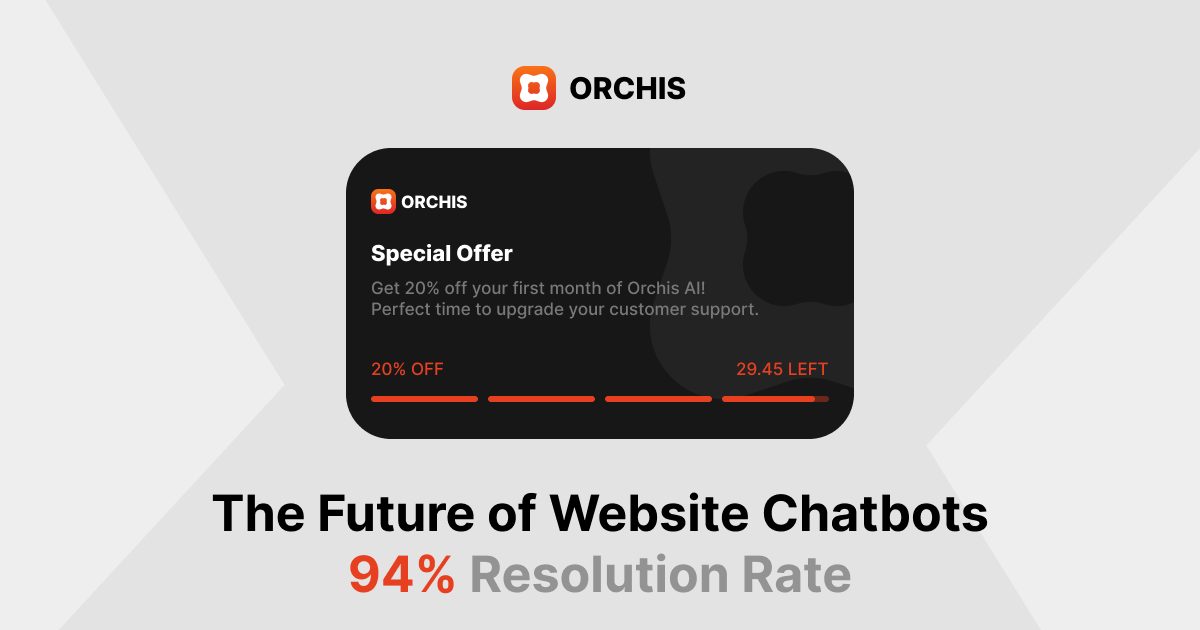 ORCHIS
ORCHIS
Special Offer
Get 20% off your first month of Orchis AI!
Perfect time to upgrade your customer support.
20% OFF
29.45 LEFT
The Future of Website Chatbots
94% Resolution Rate